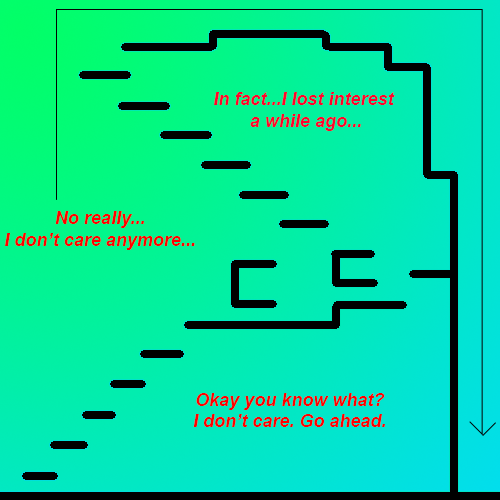 In fact...I lost interest
a while ago...
No really...
I don't care anymore...
Okay you know what?
I don't care. Go ahead.